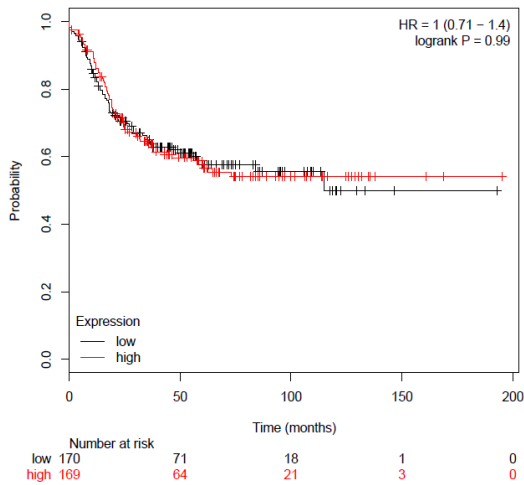 HR = 1 (0.71 − 1.4)
logrank P = 0.99
1.0
0.8
0.6
0.4
0.2
0.0
Probability
Expression
low
high
0 50 100 150 200
Time (months)
Number at risk
low 170 71 18 1 0
high 169 64 21 3 0